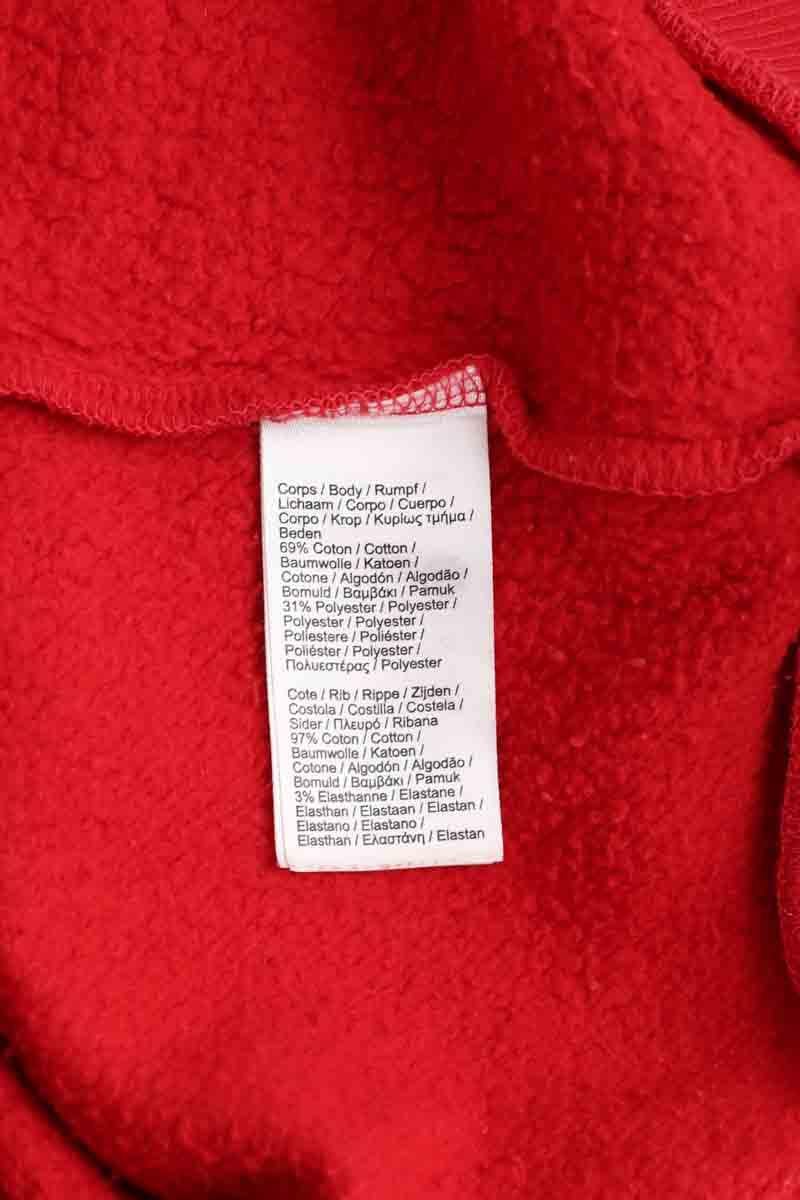 Corps / Body / Rumpf /
Lichaam / Corpo / Cuerpo /
Corpo / Krop / Κυρίως τμήμα /
Beden
69% Coton / Cotton /
Baumwolle / Katoen /
Cotone / Algodón / Algodão /
Bomuld / Βαμβάκι / Pamuk
31% Polyester / Polyester /
Polyester / Polyester /
Poliestere / Poliéster /
Poliéster / Polyester /
Πολυεστέρας / Polyester
Cote / Rib / Rippe / Zijden /
Costola / Costilla / Costela /
Sider / Πλευρό / Ribana
97% Coton / Cotton /
Baumwolle / Katoen /
Cotone / Algodón / Algodão /
Bomuld / Βαμβάκι / Pamuk
3% Elasthanne / Elastane /
Elasthan / Elastaan / Elastan /
Elastano / Elastano /
Elasthan / Ελαστάνη / Elastan